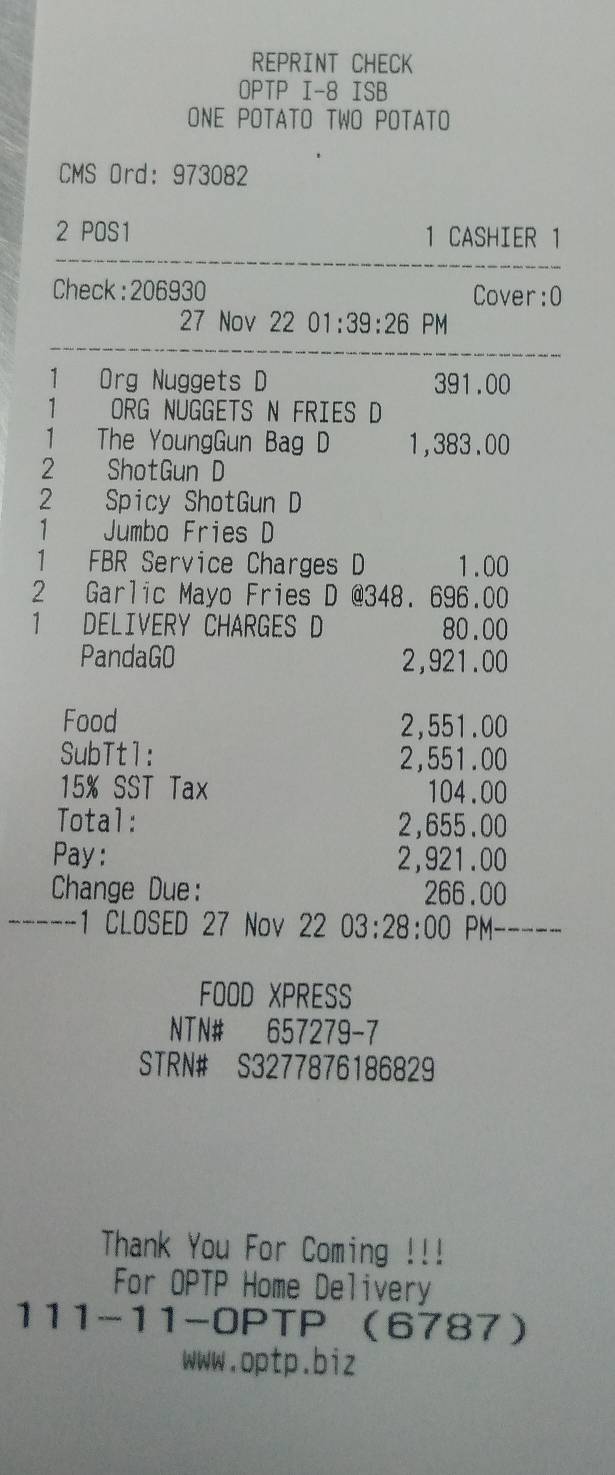 REPRINT CHECK
OPTP I-8 ISB
ONE POTATO TWO POTATO
CMS Ord: 973082
2 POS1 1 CASHIER 1
Check:206930 Cover:0
27 Nov 22 01:39:26 PM
1 Org Nuggets D 391.00
1 ORG NUGGETS N FRIES D
1 The YoungGun Bag D 1,383.00
2 ShotGun D
2 Spicy ShotGun D
1 Jumbo Fries D
1 FBR Service Charges D 1.00
2 Garlic Mayo Fries D @348. 696.00
1 DELIVERY CHARGES D 80.00
PandaGO 2,921.00
Food 2,551.00
SubTtl: 2,551.00
15% SST Tax 104.00
Total: 2,655.00
Pay: 2,921.00
Change Due: 266.00
-----1 CLOSED 27 Nov 22 03:28:00 PM-----
FOOD XPRESS
NTN# 657279-7
STRN# S3277876186829
Thank You For Coming !!!
For OPTP Home Delivery
111-11-OPTP (6787)
www.optp.biz